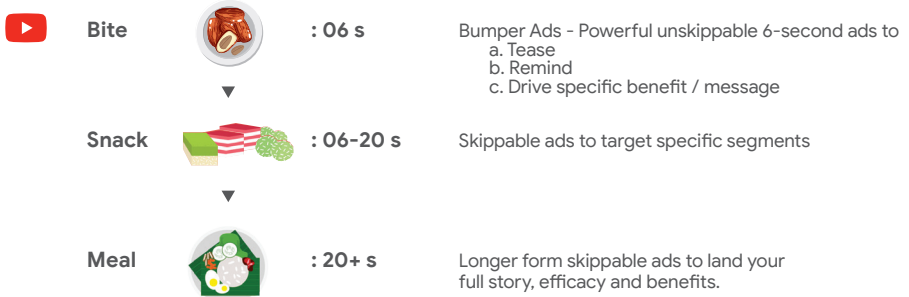 Bite : 06 s Bumper Ads - Powerful unskippable 6-second ads to
a. Tease
b. Remind
c. Drive specific benefit / message
Snack : 06-20 s Skippable ads to target specific segments
Meal : 20+ s Longer form skippable ads to land your
full story, efficacy and benefits.